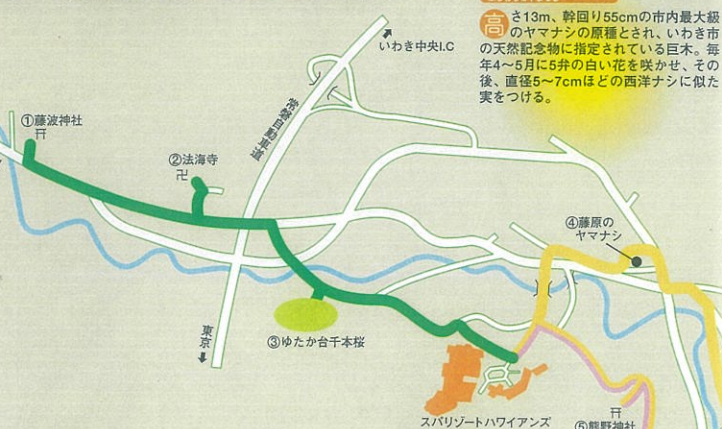 高さ13m、幹回り55cmの市内最大級
のヤマナシの原種とされ、いわき市
の天然記念物に指定されている巨木。毎
年4～5月に5弁の白い花を咲かせ、その
後、直径5～7cmほどの西洋ナシに似た
実をつける。
いわき中央I.C
常磐自動車道
①藤波神社
②法海寺
④藤原の
ヤマナシ
③ゆたか台千本桜
東京
スパリゾートハワイアンズ
⑤熊野神社